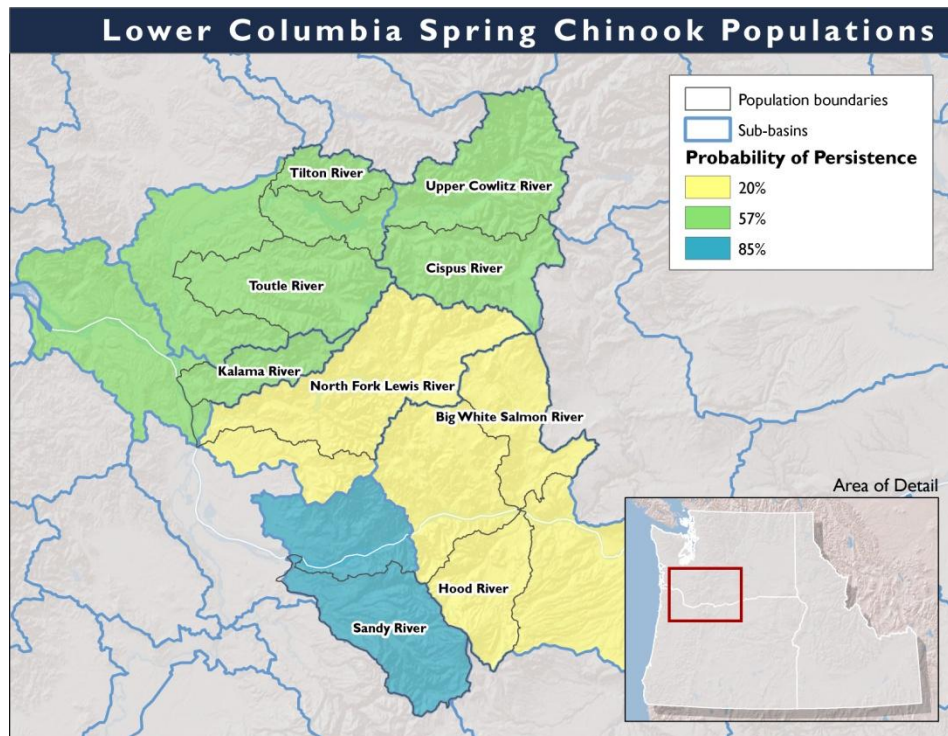 Lower Columbia Spring Chinook Populations
Population boundaries
Sub-basins
Probability of Persistence
20%
57%
85%
Tilton River
Upper Cowlitz River
Cispus River
Toutle River
Kalama River
North Fork Lewis River
Big White Salmon River
Hood River
Sandy River
Area of Detail